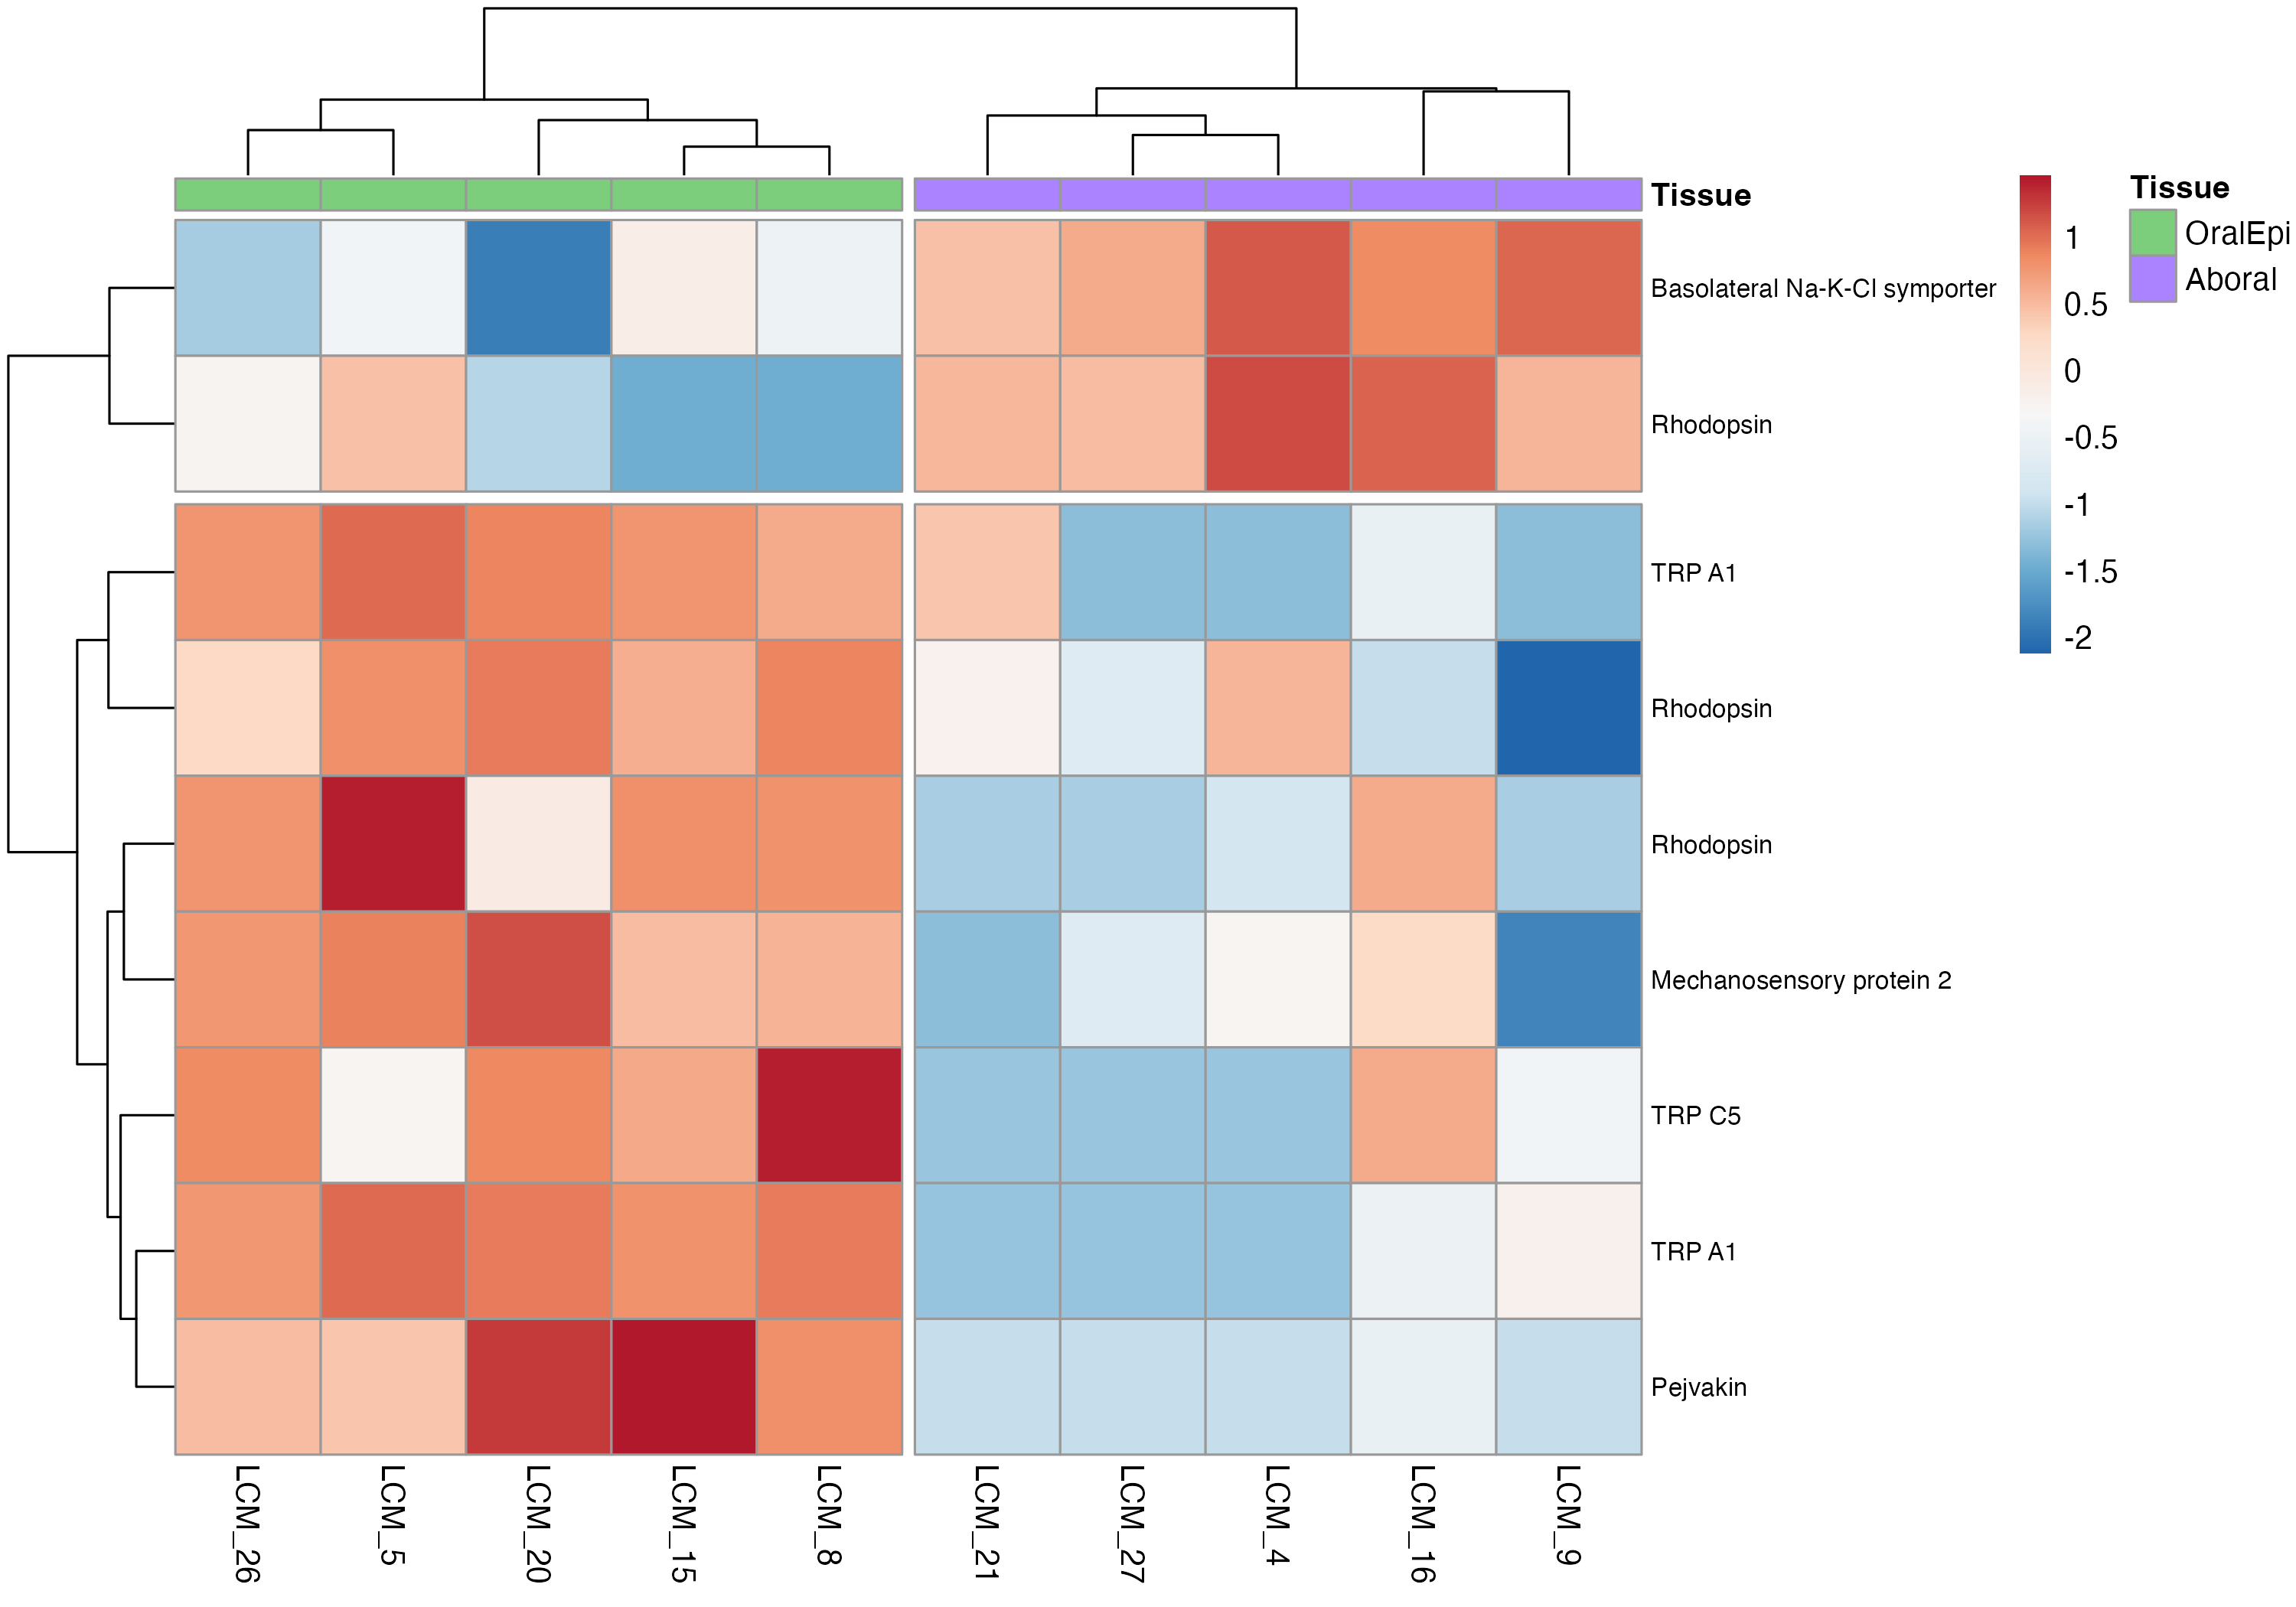 Tissue
Basolateral Na-K-Cl symporter
Rhodopsin
TRP A1
Rhodopsin
Rhodopsin
Mechanosensory protein 2
TRP C5
TRP A1
Pejvakin
LCM_26
LCM_5
LCM_20
LCM_15
LCM_8
LCM_21
LCM_27
LCM_4
LCM_16
LCM_9
1
0.5
0
-0.5
-1
-1.5
-2
Tissue
OralEpi
Aboral